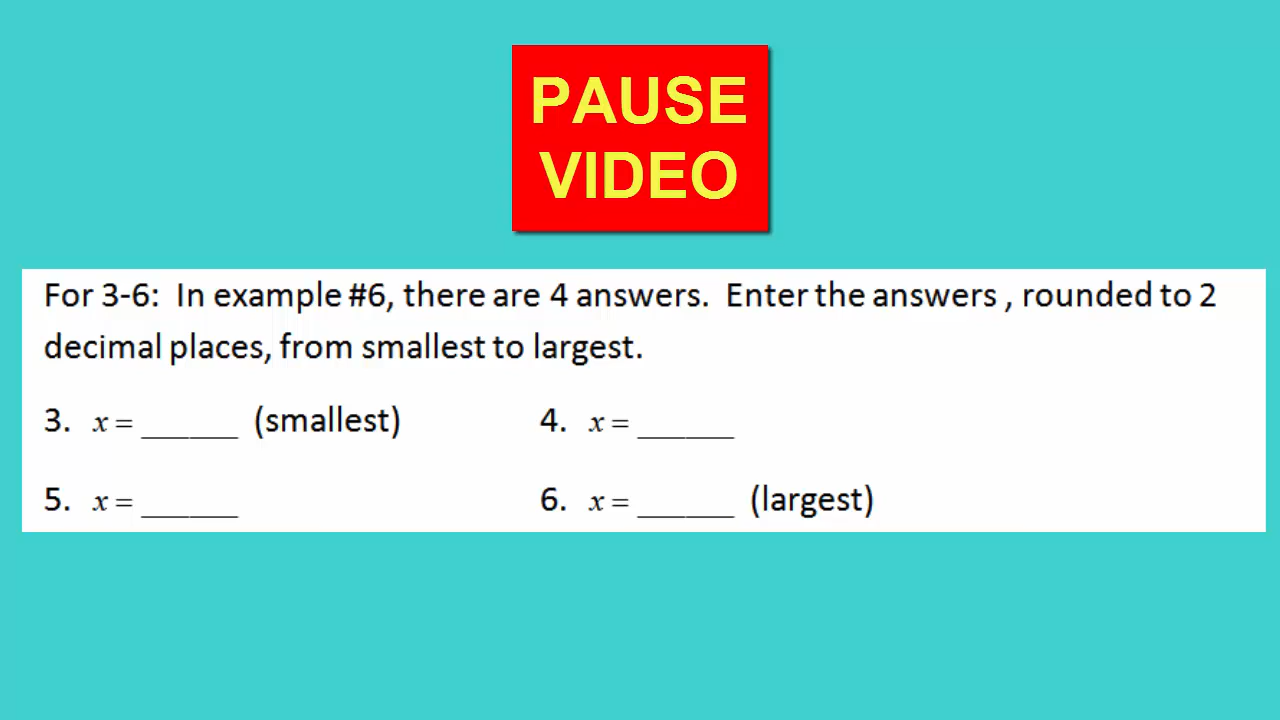 PAUSE
VIDEO
For 3-6: In example #6, there are 4 answers. Enter the answers , rounded to 2
decimal places, from smallest to largest.
3. x = ______ (smallest) 4. x = ______
5. x = ______ 6. x = ______ (largest)